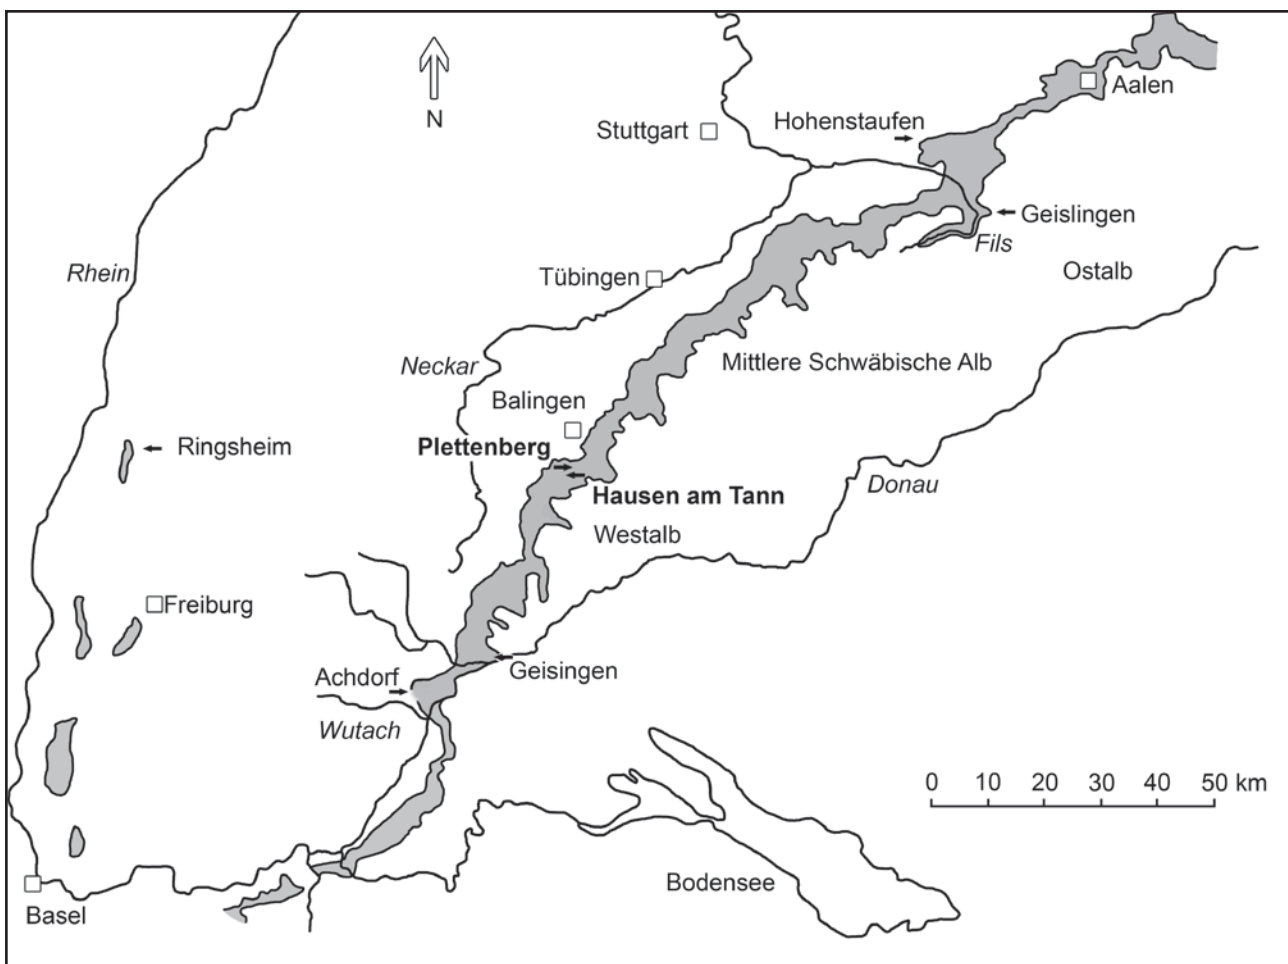 Aalen
Hohenstaufen
Stuttgart
N
Geislingen
Fils
Ostalb
Rhein
Tübingen
Mittlere Schwäbische Alb
Neckar
Balingen
Plettenberg
Ringsheim
Donau
Hausen am Tann
Westalb
Freiburg
Geisingen
Achdorf
Wutach
0 10 20 30 50 km
Bodensee
Basel